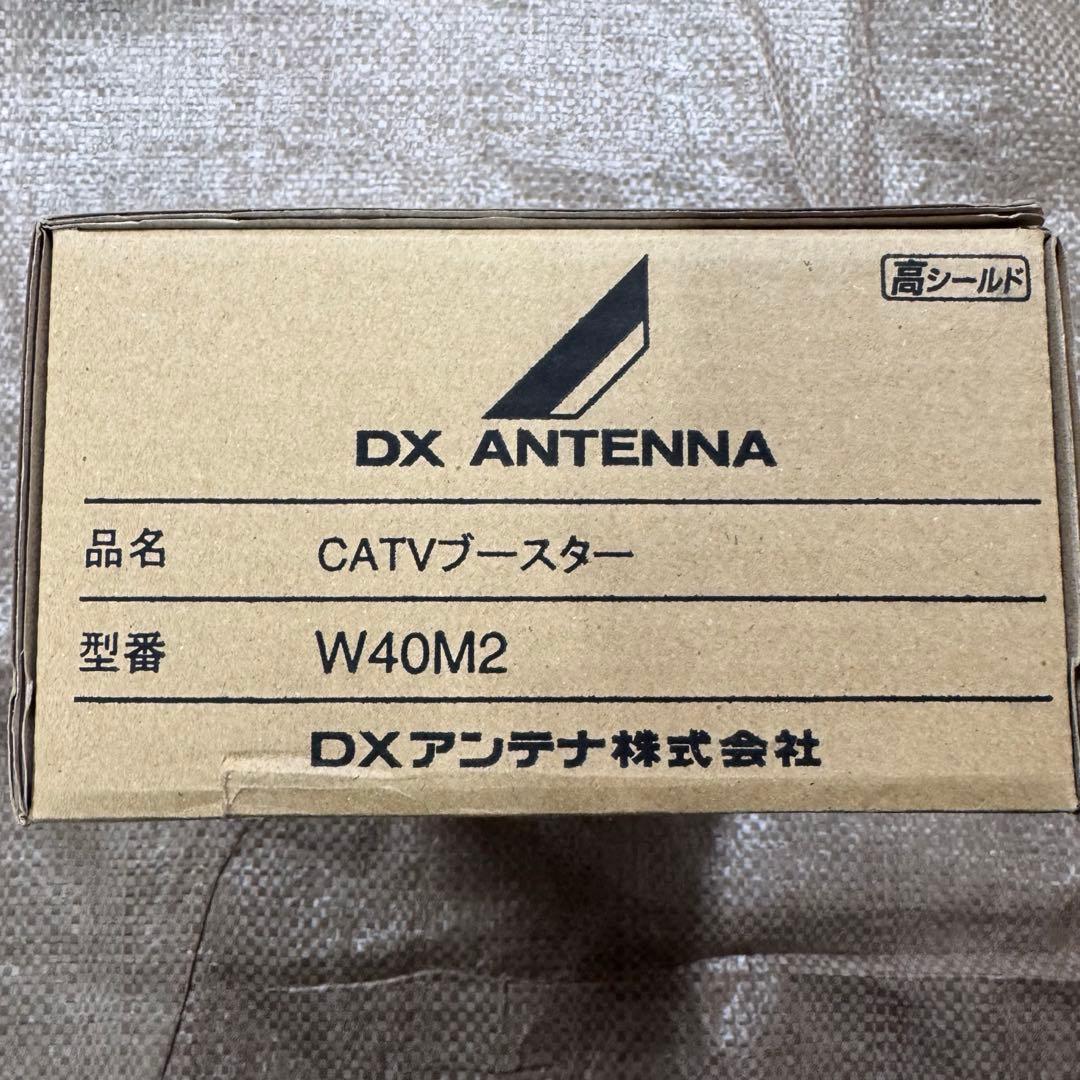 高シールド
DX ANTENNA
品名 CATVブースター
型番 W40M2
DXアンテナ株式会社